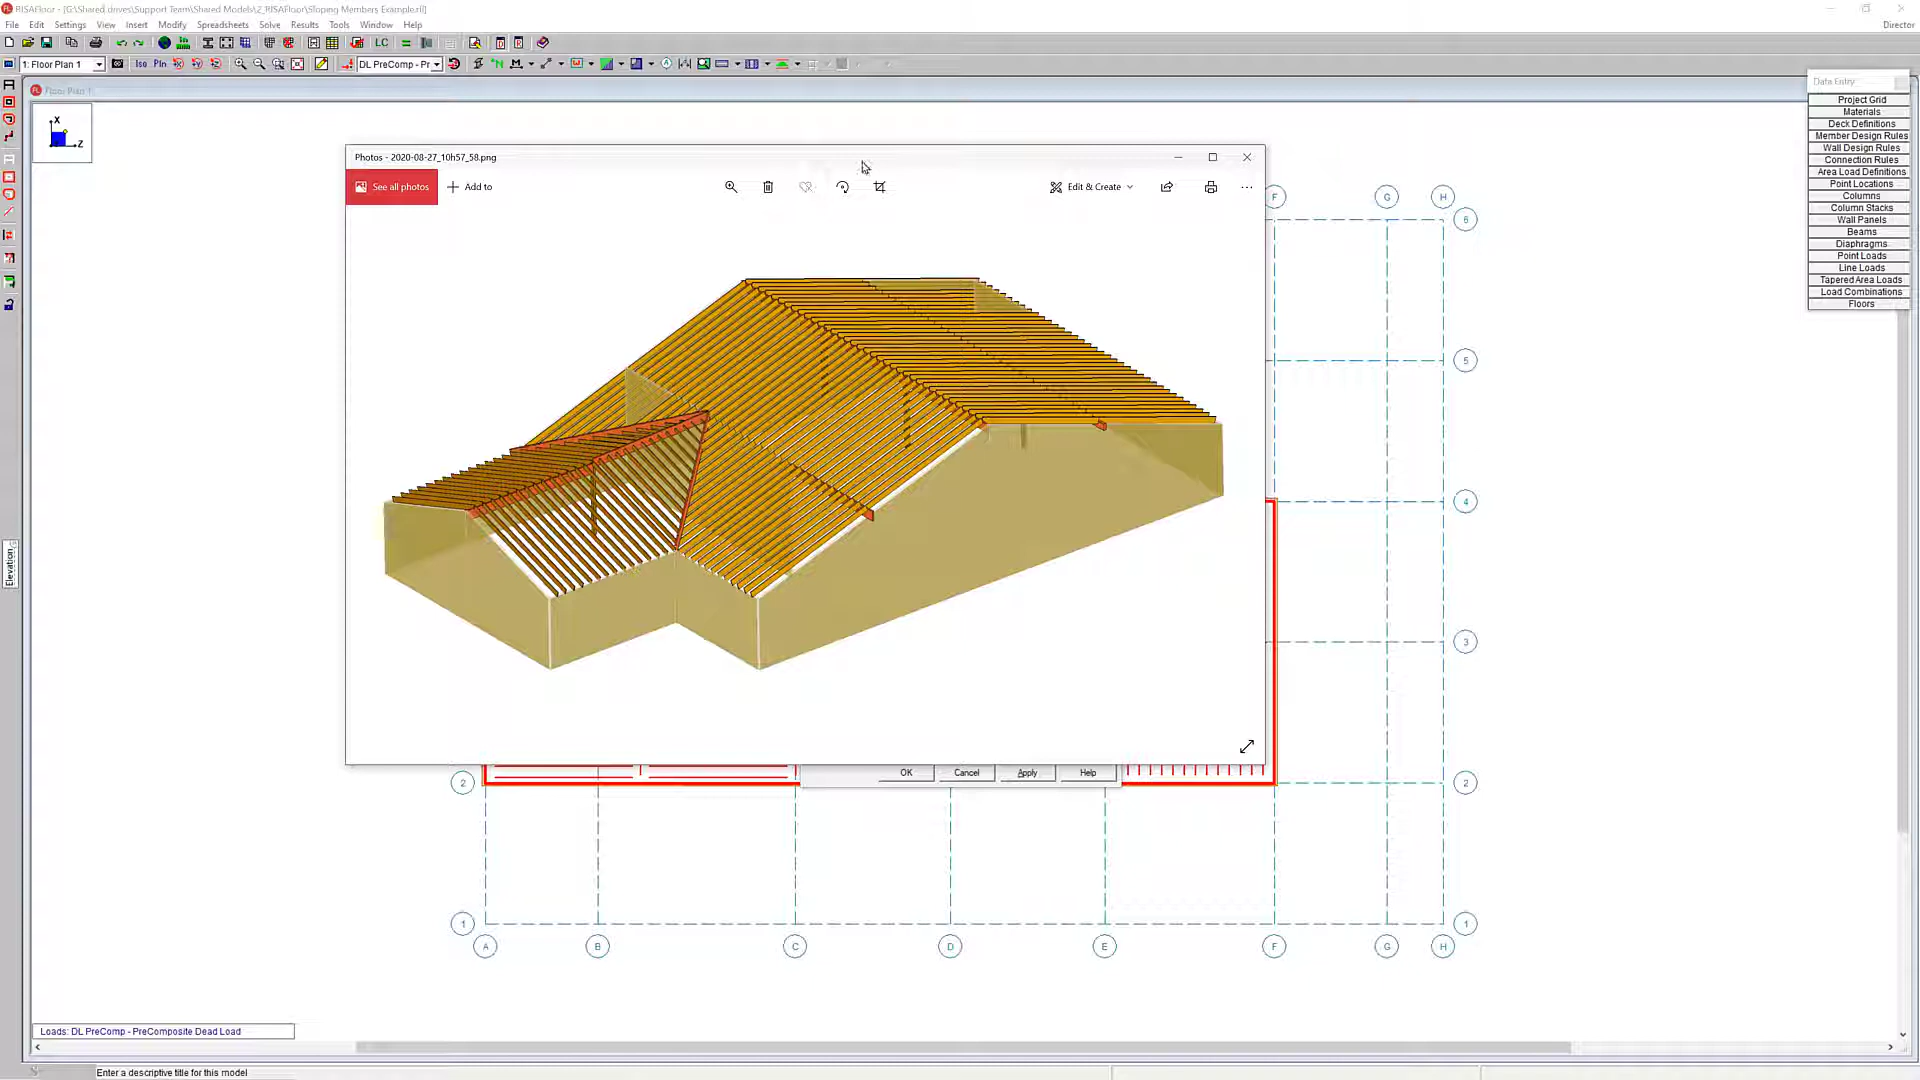 RISAFloor - [G:\Shared drives\Support Team\Shared Models\2_RISAFloor\Sloping Members Example.rfl]
File Edit Settings View Insert Modify Spreadsheets Solve Results Tools Window Help
Director
LC
1: Floor Plan 1
Iso Pln
DL PreComp - Pr
Floor Plan 1
X
Z
Data Entry
Project Grid
Materials
Deck Definitions
Member Design Rules
Wall Design Rules
Connection Rules
Area Load Definitions
Point Locations
Columns
Column Stacks
Wall Panels
Beams
Diaphragms
Point Loads
Line Loads
Tapered Area Loads
Load Combinations
Floors
Photos - 2020-08-27_10h57_58.png
See all photos
Add to
Edit & Create
F G H
6
5
4
3
Elevation
OK Cancel Apply Help
2 2
1 1
A B C D E F G H
Loads: DL PreComp - PreComposite Dead Load
Enter a descriptive title for this model